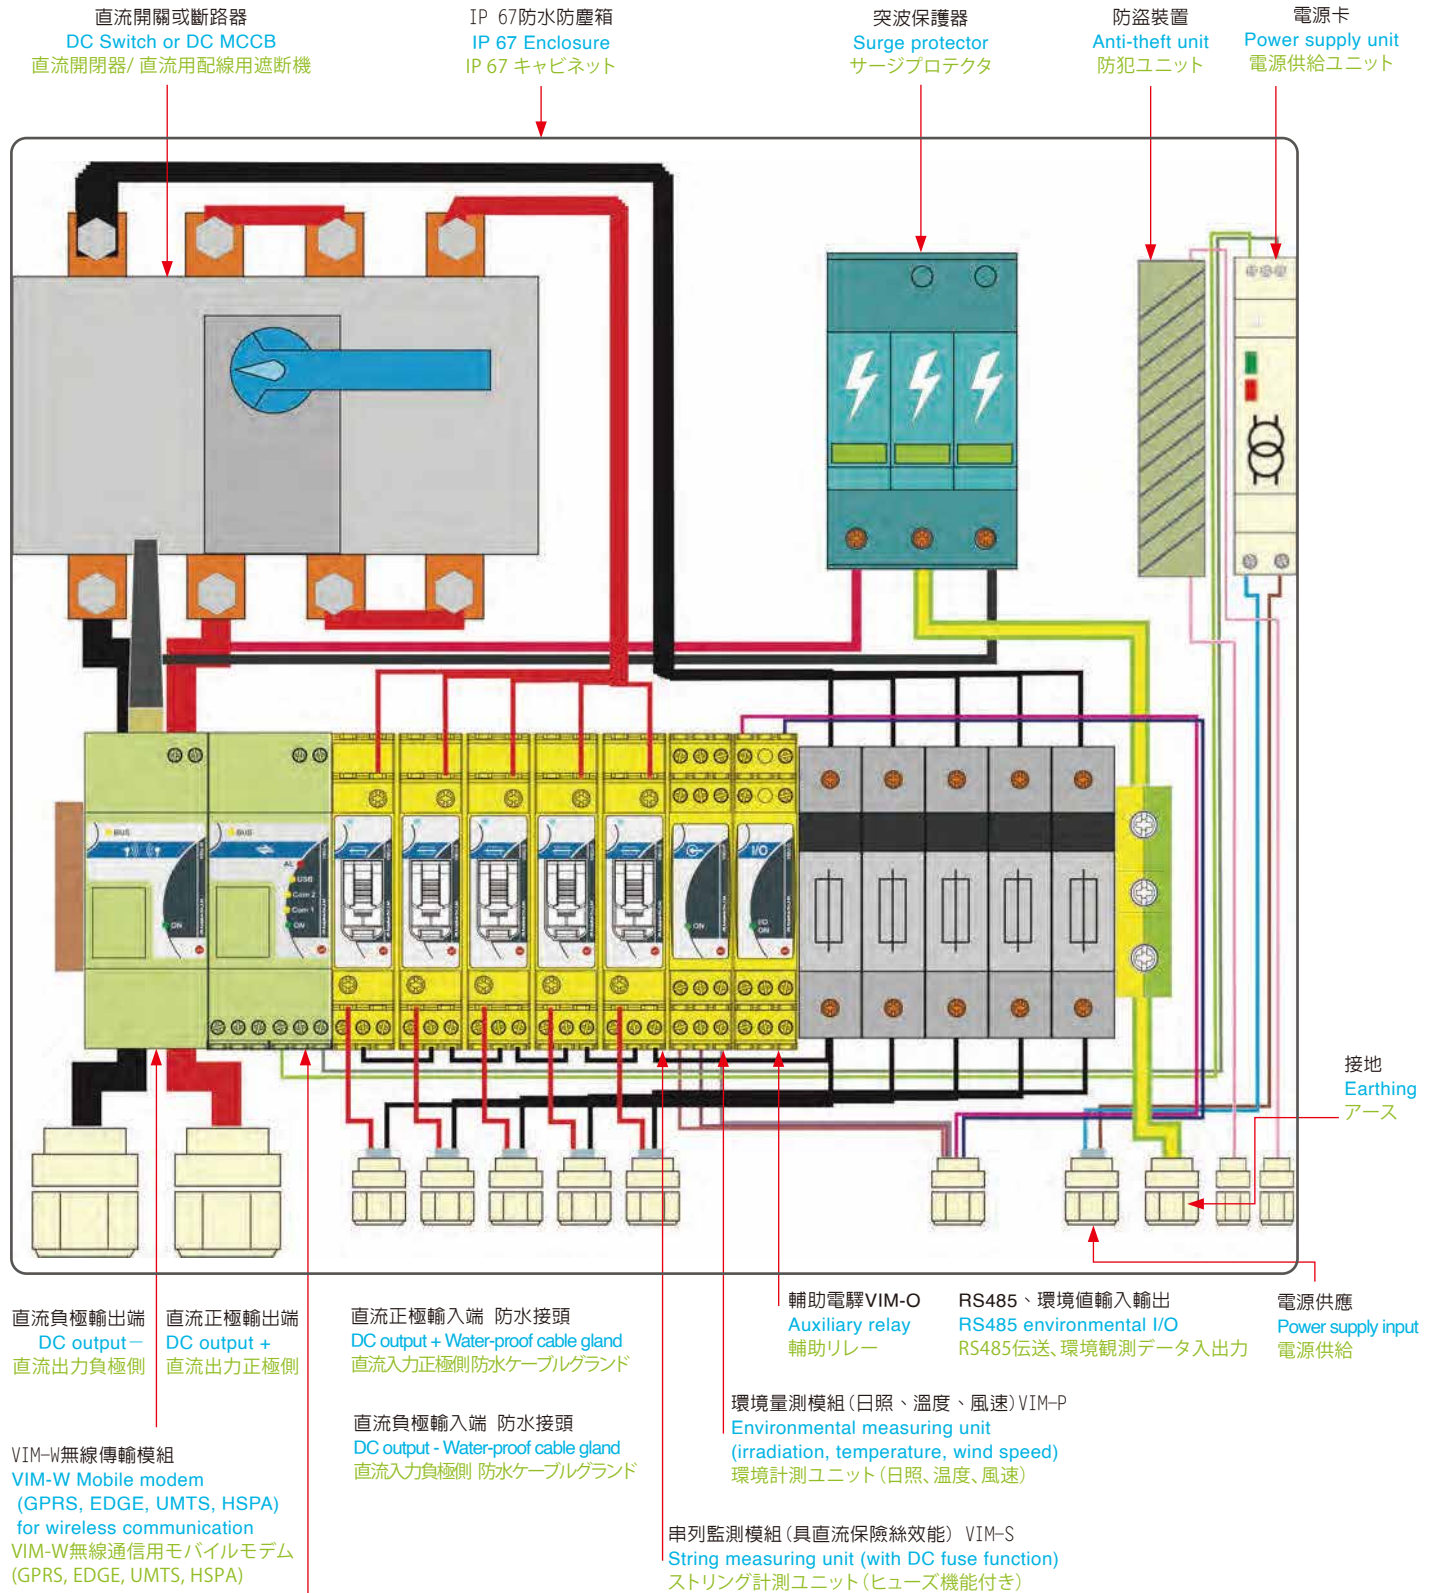 直流開關或斷路器
DC Switch or DC MCCB
直流開閉器/ 直流用配線用遮断機
IP 67防水防塵箱
IP 67 Enclosure
IP 67 キャビネット
突波保護器
Surge protector
サージプロテクタ
防盜裝置
Anti-theft unit
防犯ユニット
電源卡
Power supply unit
電源供給ユニット
BUS
ON
BUS
AL
USB
Com 2
Com 1
ON
ON
I/O
I/O
ON
接地
Earthing
アース
直流負極輸出端
DC output－
直流出力負極側
直流正極輸出端
DC output +
直流出力正極側
直流正極輸入端 防水接頭
DC output + Water-proof cable gland
直流入力正極側防水ケーブルグランド
直流負極輸入端 防水接頭
DC output - Water-proof cable gland
直流入力負極側 防水ケーブルグランド
輔助電驛VIM-O
Auxiliary relay
輔助リレー
RS485、環境值輸入輸出
RS485 environmental I/O
RS485伝送、環境観測データ入出力
電源供應
Power supply input
電源供給
環境量測模組(日照、溫度、風速)VIM-P
Environmental measuring unit
(irradiation, temperature, wind speed)
環境計測ユニット(日照、温度、風速)
VIM-W無線傳輸模組
VIM-W Mobile modem
(GPRS, EDGE, UMTS, HSPA)
for wireless communication
VIM-W無線通信用モバイルモデム
(GPRS, EDGE, UMTS, HSPA)
串列監測模組(具直流保險絲效能) VIM-S
String measuring unit (with DC fuse function)
ストリング計測ユニット(ヒューズ機能付き)